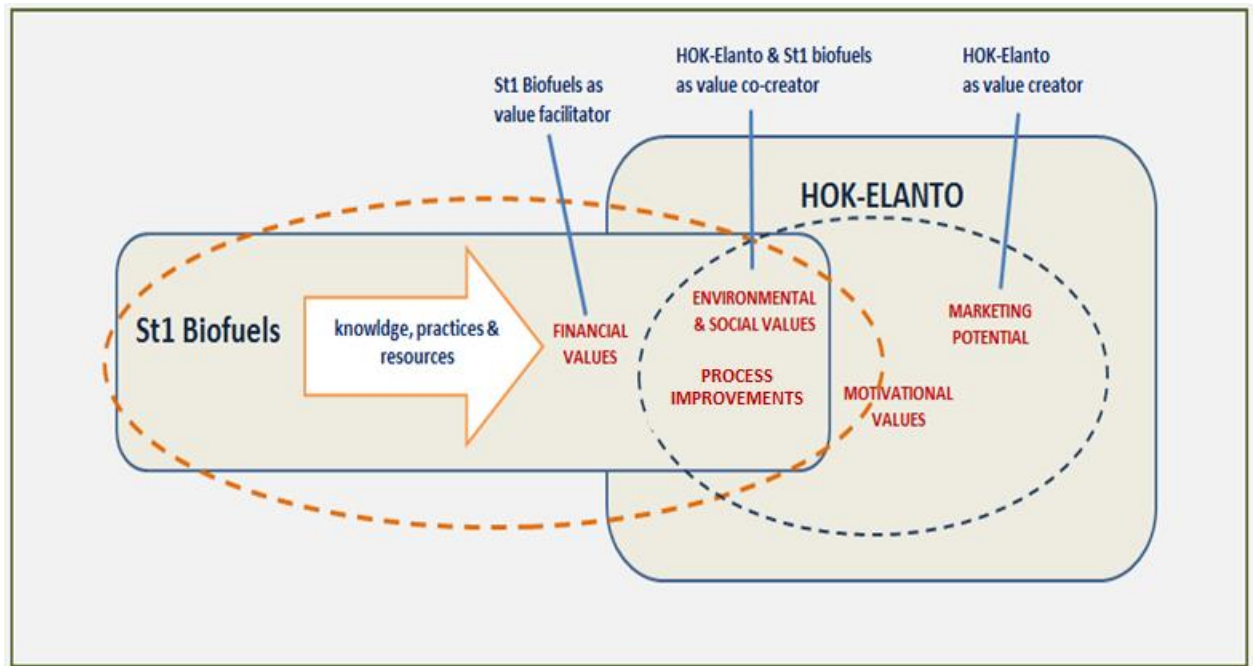 HOK-Elanto & St1 biofuels
as value co-creator
HOK-Elanto
as value creator
St1 Biofuels as
value facilitator
HOK-ELANTO
St1 Biofuels
knowldge, practices &
resources
FINANCIAL
VALUES
ENVIRONMENTAL
& SOCIAL VALUES
PROCESS
IMPROVEMENTS
MARKETING
POTENTIAL
MOTIVATIONAL
VALUES